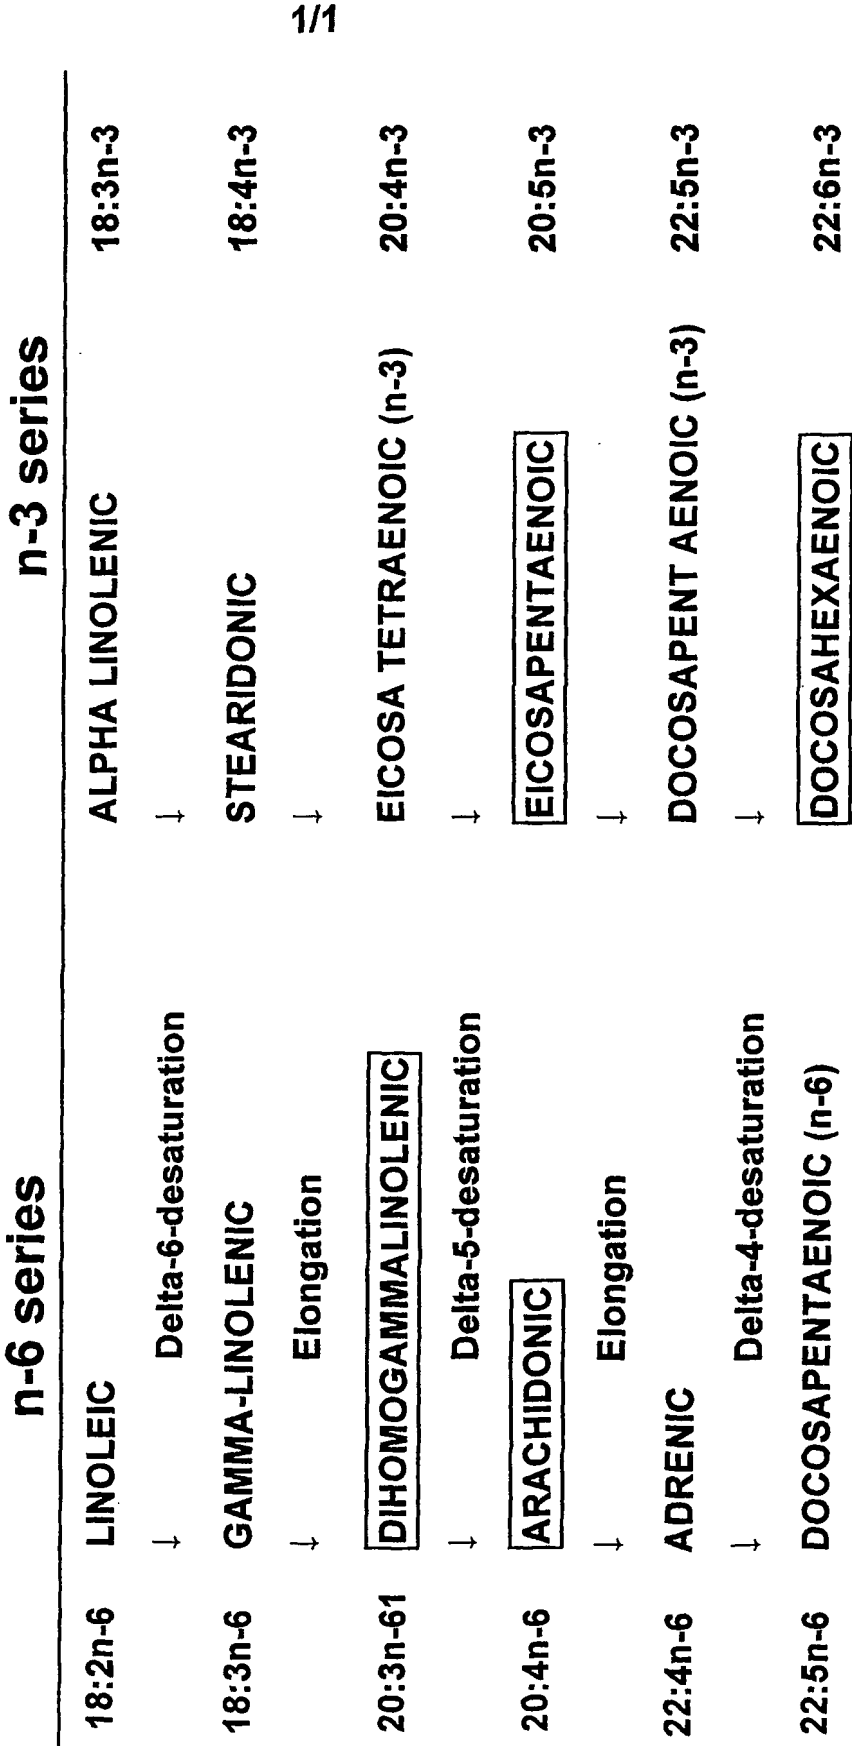 1/1
n-6 series n-3 series
18:2n-6 LINOLEIC ALPHA LINOLENIC 18:3n-3
↓ Delta-6-desaturation ↓
18:3n-6 GAMMA-LINOLENIC STEARIDONIC 18:4n-3
↓ Elongation ↓
20:3n-61 DIHOMOGAMMALINOLENIC EICOSA TETRAENOIC (n-3) 20:4n-3
↓ Delta-5-desaturation ↓
20:4n-6 ARACHIDONIC EICOSAPENTAENOIC 20:5n-3
↓ Elongation ↓
22:4n-6 ADRENIC DOCOSAPENT AENOIC (n-3) 22:5n-3
↓ Delta-4-desaturation ↓
22:5n-6 DOCOSAPENTAENOIC (n-6) DOCOSAHEXAENOIC 22:6n-3